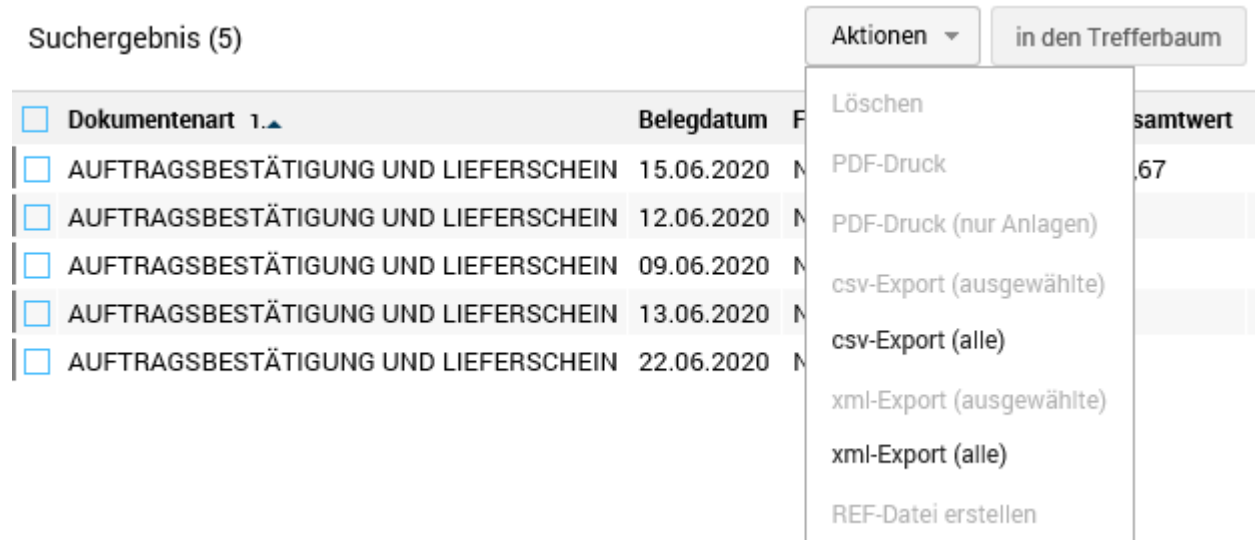 Suchergebnis (5)
Aktionen
in den Trefferbaum
Dokumentenart 1. Belegdatum F samtwert
AUFTRAGSBESTÄTIGUNG UND LIEFERSCHEIN 15.06.2020 N ,67
AUFTRAGSBESTÄTIGUNG UND LIEFERSCHEIN 12.06.2020 N
AUFTRAGSBESTÄTIGUNG UND LIEFERSCHEIN 09.06.2020 N
AUFTRAGSBESTÄTIGUNG UND LIEFERSCHEIN 13.06.2020 N
AUFTRAGSBESTÄTIGUNG UND LIEFERSCHEIN 22.06.2020 N
Löschen
PDF-Druck
PDF-Druck (nur Anlagen)
csv-Export (ausgewählte)
csv-Export (alle)
xml-Export (ausgewählte)
xml-Export (alle)
REF-Datei erstellen